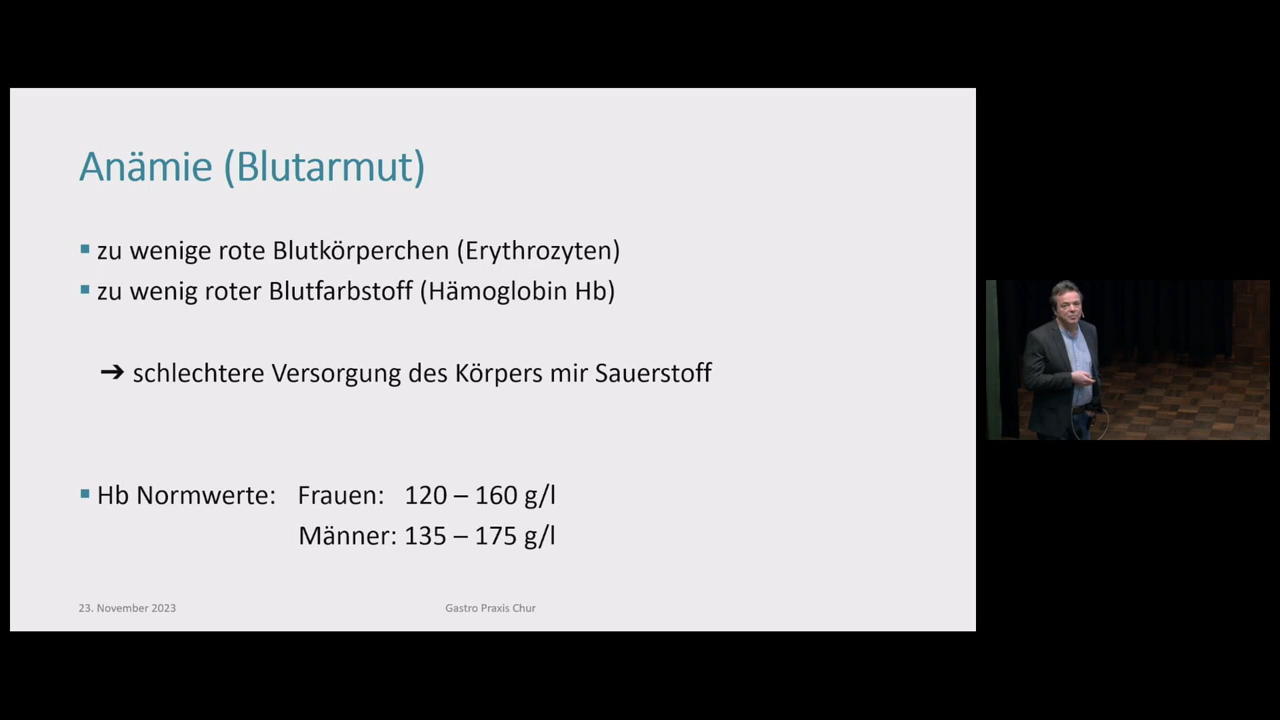 Anämie (Blutarmut)
▪ zu wenige rote Blutkörperchen (Erythrozyten)
▪ zu wenig roter Blutfarbstoff (Hämoglobin Hb)
➔ schlechtere Versorgung des Körpers mir Sauerstoff
▪ Hb Normwerte: Frauen: 120 – 160 g/l
Männer: 135 – 175 g/l
23. November 2023 Gastro Praxis Chur